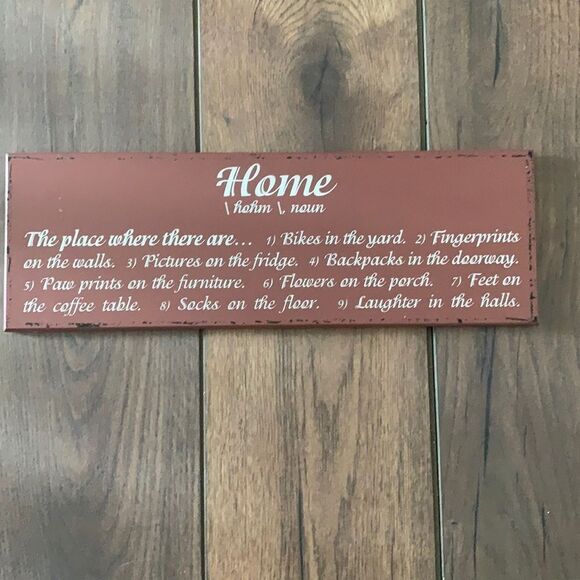 Home
\ hohm \, noun
The place where there are... 1) Bikes in the yard. 2) Fingerprints
on the walls. 3) Pictures on the fridge. 4) Backpacks in the doorway.
5) Paw prints on the furniture. 6) Flowers on the porch. 7) Feet on
the coffee table. 8) Socks on the floor. 9) Laughter in the halls.